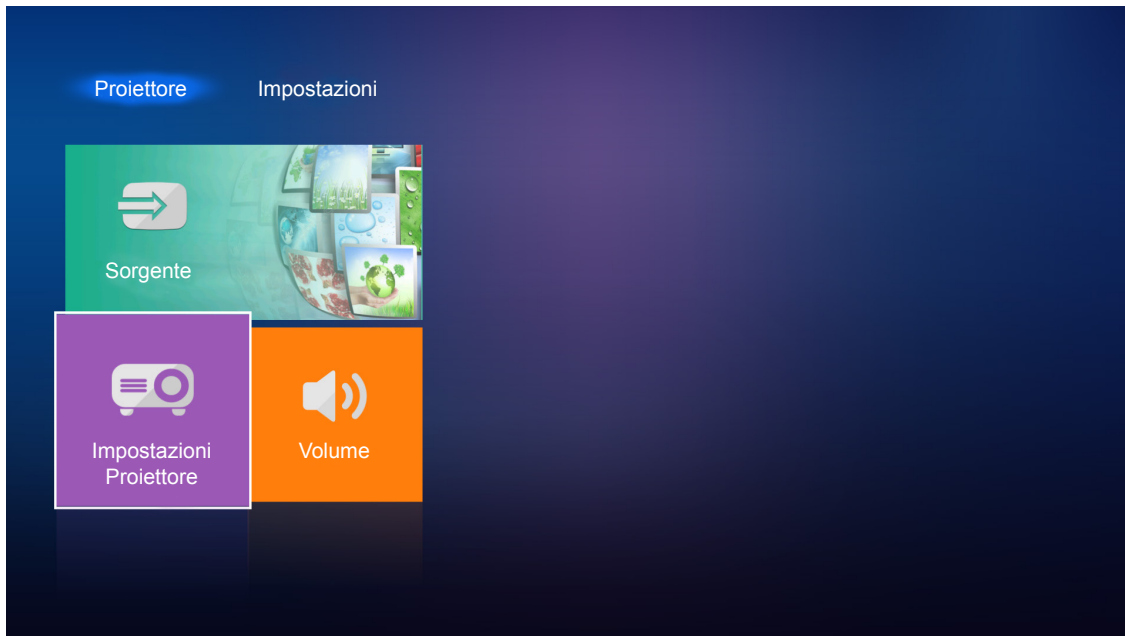 Proiettore Impostazioni
Sorgente
Impostazioni
Proiettore
Volume